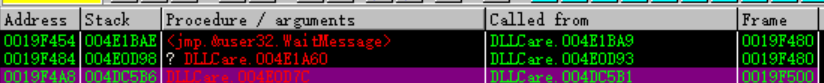 Address Stack Procedure / arguments Called from Frame
0019F454 004E1BAE <jmp.&user32.WaitMessage> DLLCare.004E1BA9 0019F480
0019F484 004E0D98 ? DLLCare.004E1A60 DLLCare.004E0D93 0019F480
0019F4A8 004DC5B6 DLLCare.004E0D7C DLLCare.004DC5B1 0019F500